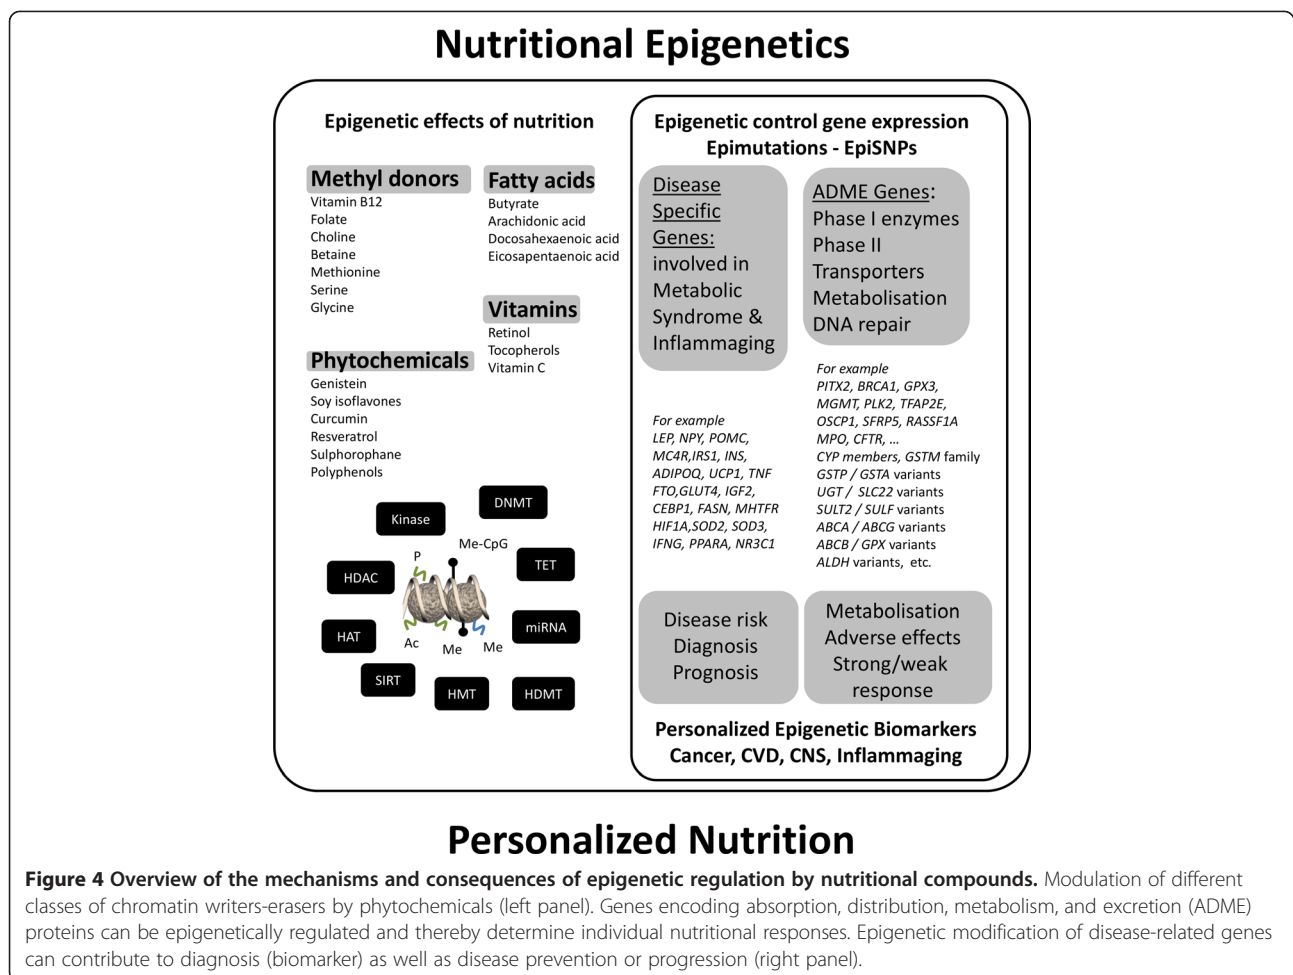 Nutritional Epigenetics
Epigenetic effects of nutrition
Methyl donors
Vitamin B12
Folate
Choline
Betaine
Methionine
Serine
Glycine
Fatty acids
Butyrate
Arachidonic acid
Docosahexaenoic acid
Eicosapentaenoic acid
Vitamins
Retinol
Tocopherols
Vitamin C
Phytochemicals
Genistein
Soy isoflavones
Curcumin
Resveratrol
Sulphorophane
Polyphenols
DNMT
Kinase
Me-CpG
P
TET
HDAC
miRNA
HAT
Ac
Me
Me
SIRT
HMT
HDMT
Epigenetic control gene expression
Epimutations - EpiSNPs
Disease
Specific
Genes:
involved in
Metabolic
Syndrome &
Inflammaging
For example
LEP, NPY, POMC,
MC4R,IRS1, INS,
ADIPOQ, UCP1, TNF
FTO,GLUT4, IGF2,
CEBP1, FASN, MHTFR
HIF1A,SOD2, SOD3,
IFNG, PPARA, NR3C1
Disease risk
Diagnosis
Prognosis
ADME Genes:
Phase I enzymes
Phase II
Transporters
Metabolisation
DNA repair
For example
PITX2, BRCA1, GPX3,
MGMT, PLK2, TFAP2E,
OSCP1, SFRP5, RASSF1A
MPO, CFTR, ...
CYP members, GSTM family
GSTP / GSTA variants
UGT / SLC22 variants
SULT2 / SULF variants
ABCA / ABCG variants
ABCB / GPX variants
ALDH variants, etc.
Metabolisation
Adverse effects
Strong/weak
response
Personalized Epigenetic Biomarkers
Cancer, CVD, CNS, Inflammaging
Personalized Nutrition
Figure 4 Overview of the mechanisms and consequences of epigenetic regulation by nutritional compounds. Modulation of different
classes of chromatin writers-erasers by phytochemicals (left panel). Genes encoding absorption, distribution, metabolism, and excretion (ADME)
proteins can be epigenetically regulated and thereby determine individual nutritional responses. Epigenetic modification of disease-related genes
can contribute to diagnosis (biomarker) as well as disease prevention or progression (right panel).